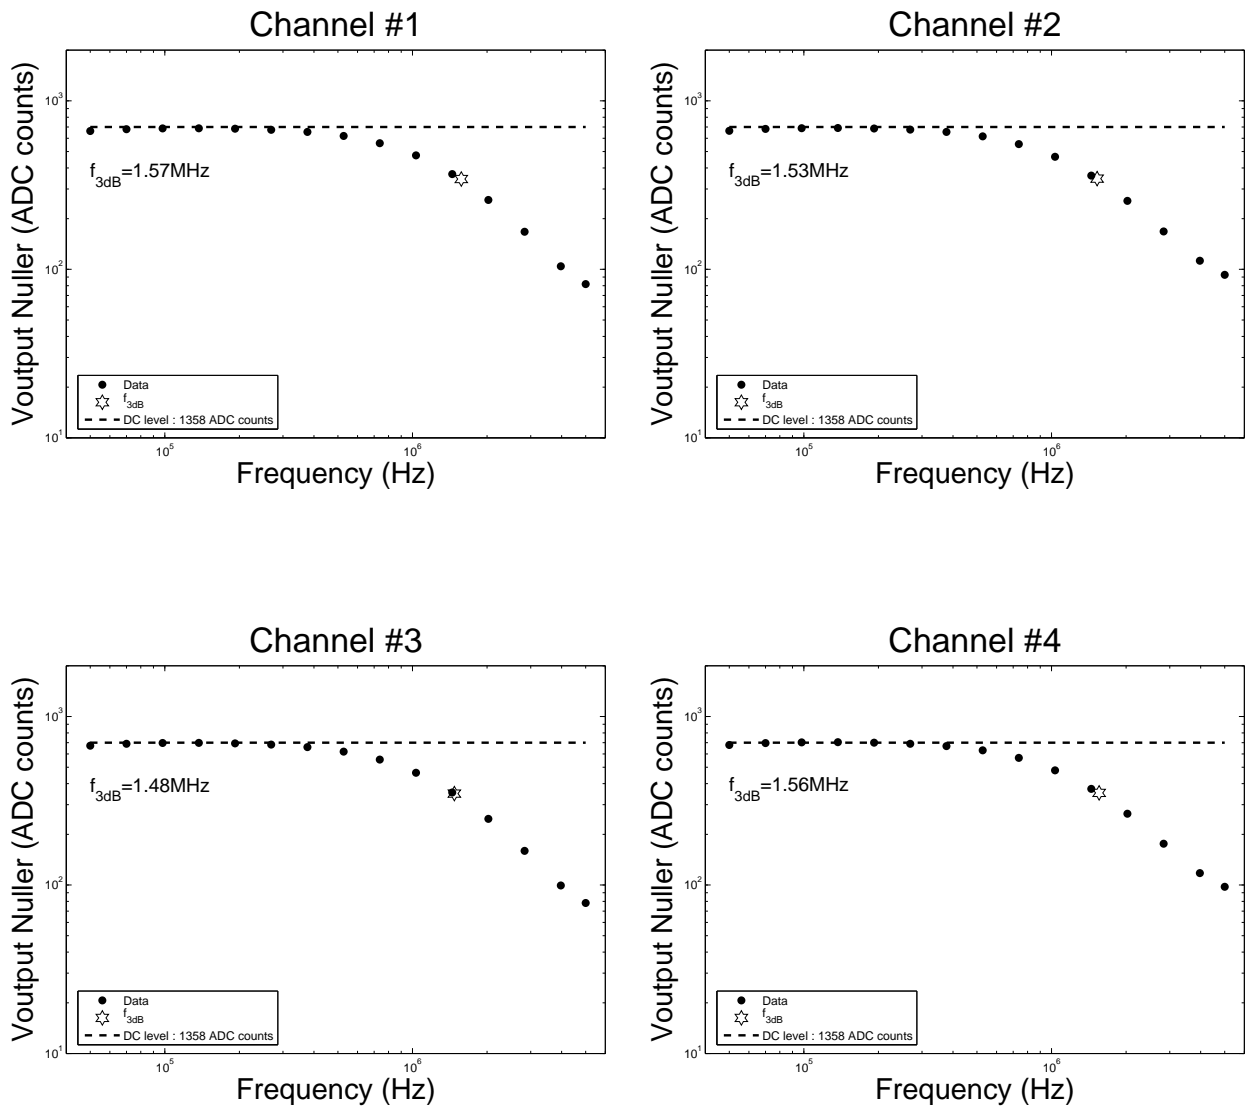 Channel #1
Voutput Nuller (ADC counts)
10³
10²
10¹
f3dB=1.57MHz
Data
f3dB
DC level : 1358 ADC counts
10⁵
10⁶
Frequency (Hz)
Channel #2
Voutput Nuller (ADC counts)
10³
10²
10¹
f3dB=1.53MHz
Data
f3dB
DC level : 1358 ADC counts
10⁵
10⁶
Frequency (Hz)
Channel #3
Voutput Nuller (ADC counts)
10³
10²
10¹
f3dB=1.48MHz
Data
f3dB
DC level : 1358 ADC counts
10⁵
10⁶
Frequency (Hz)
Channel #4
Voutput Nuller (ADC counts)
10³
10²
10¹
f3dB=1.56MHz
Data
f3dB
DC level : 1358 ADC counts
10⁵
10⁶
Frequency (Hz)